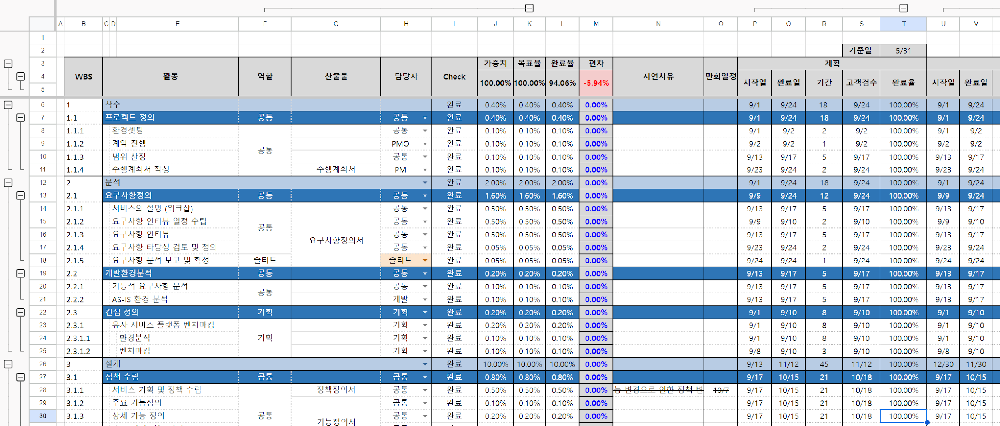 A B C D E F G H I J K L M N O P Q R S T U V
1
2 기준일 5/31
3 가중치 목표율 완료율 편차 계획
4 WBS 활동 역할 산출물 담당자 Check 지연사유 만회일정
100.00% 100.00% 94.06% -5.94% 시작일 완료일 기간 고객검수 완료율 시작일 완료일
5
6 1 착수 완료 0.40% 0.40% 0.40% 0.00% 9/1 9/24 18 9/24 100.00% 9/1 9/24
7 1.1 프로젝트 정의 공통 공통 완료 0.40% 0.40% 0.40% 0.00% 9/1 9/24 18 9/24 100.00% 9/1 9/24
8 1.1.1 환경셋팅 공통 완료 0.10% 0.10% 0.10% 0.00% 9/1 9/2 2 9/2 100.00% 9/1 9/2
9 1.1.2 계약 진행 PMO 완료 0.10% 0.10% 0.10% 0.00% 9/2 9/2 1 9/2 100.00% 9/2 9/2
공통
10 1.1.3 범위 산정 공통 완료 0.10% 0.10% 0.10% 0.00% 9/13 9/17 5 9/17 100.00% 9/13 9/17
11 1.1.4 수행계획서 작성 수행계획서 PM 완료 0.10% 0.10% 0.10% 0.00% 9/23 9/24 2 9/24 100.00% 9/23 9/24
12 2 분석 완료 2.00% 2.00% 2.00% 0.00% 9/1 9/24 18 9/24 100.00% 9/1 9/24
13 2.1 요구사항정의 공통 공통 완료 1.60% 1.60% 1.60% 0.00% 9/9 9/24 12 9/24 100.00% 9/9 9/24
14 2.1.1 서비스의 설명 (워크샵) 공통 완료 0.50% 0.50% 0.50% 0.00% 9/13 9/17 5 9/17 100.00% 9/13 9/17
15 2.1.2 요구사항 인터뷰 일정 수립 공통 완료 0.50% 0.50% 0.50% 0.00% 9/9 9/10 2 9/10 100.00% 9/9 9/10
공통
16 2.1.3 요구사항 인터뷰 공통 완료 0.50% 0.50% 0.50% 0.00% 9/13 9/17 5 9/17 100.00% 9/13 9/17
요구사항정의서
17 2.1.4 요구사항 타당성 검토 및 정의 공통 완료 0.05% 0.05% 0.05% 0.00% 9/23 9/24 2 9/24 100.00% 9/23 9/24
18 2.1.5 요구사항 분석 보고 및 확정 솔티드 솔티드 완료 0.05% 0.05% 0.05% 0.00% 9/24 9/24 1 9/24 100.00% 9/24 9/24
19 2.2 개발환경분석 공통 공통 완료 0.20% 0.20% 0.20% 0.00% 9/13 9/17 5 9/17 100.00% 9/13 9/17
20 2.2.1 기능적 요구사항 분석 공통 완료 0.10% 0.10% 0.10% 0.00% 9/13 9/17 5 9/17 100.00% 9/13 9/17
공통
21 2.2.2 AS-IS 환경 분석 개발 완료 0.10% 0.10% 0.10% 0.00% 9/13 9/17 5 9/17 100.00% 9/13 9/17
22 2.3 컨셉 정의 기획 기획 완료 0.20% 0.20% 0.20% 0.00% 9/1 9/10 8 9/10 100.00% 9/1 9/10
23 2.3.1 유사 서비스 플랫폼 벤치마킹 기획 완료 0.20% 0.20% 0.20% 0.00% 9/1 9/10 8 9/10 100.00% 9/1 9/10
24 2.3.1.1 환경분석 기획 기획 완료 0.10% 0.10% 0.10% 0.00% 9/1 9/10 8 9/10 100.00% 9/1 9/10
25 2.3.1.2 벤치마킹 기획 완료 0.10% 0.10% 0.10% 0.00% 9/8 9/10 3 9/10 100.00% 9/8 9/10
26 3 설계 완료 10.00% 10.00% 10.00% 0.00% 9/13 11/12 45 11/12 100.00% 12/30 11/30
27 3.1 정책 수립 공통 공통 완료 0.80% 0.80% 0.80% 0.00% 9/17 10/15 21 10/18 100.00% 9/17 10/15
28 3.1.1 서비스 기획 및 정책 수립 정책정의서 공통 완료 0.50% 0.50% 0.50% 0.00% 능 변경으로 인한 정책 변 10/7 9/17 10/15 21 10/18 100.00% 9/17 10/15
29 3.1.2 주요 기능정의 공통 완료 0.10% 0.10% 0.10% 0.00% 9/17 10/15 21 10/18 100.00% 9/17 10/15
30 3.1.3 상세 기능 정의 공통 공통 완료 0.20% 0.20% 0.20% 0.00% 9/17 10/15 21 10/18 100.00% 9/17 10/15
기능정의서